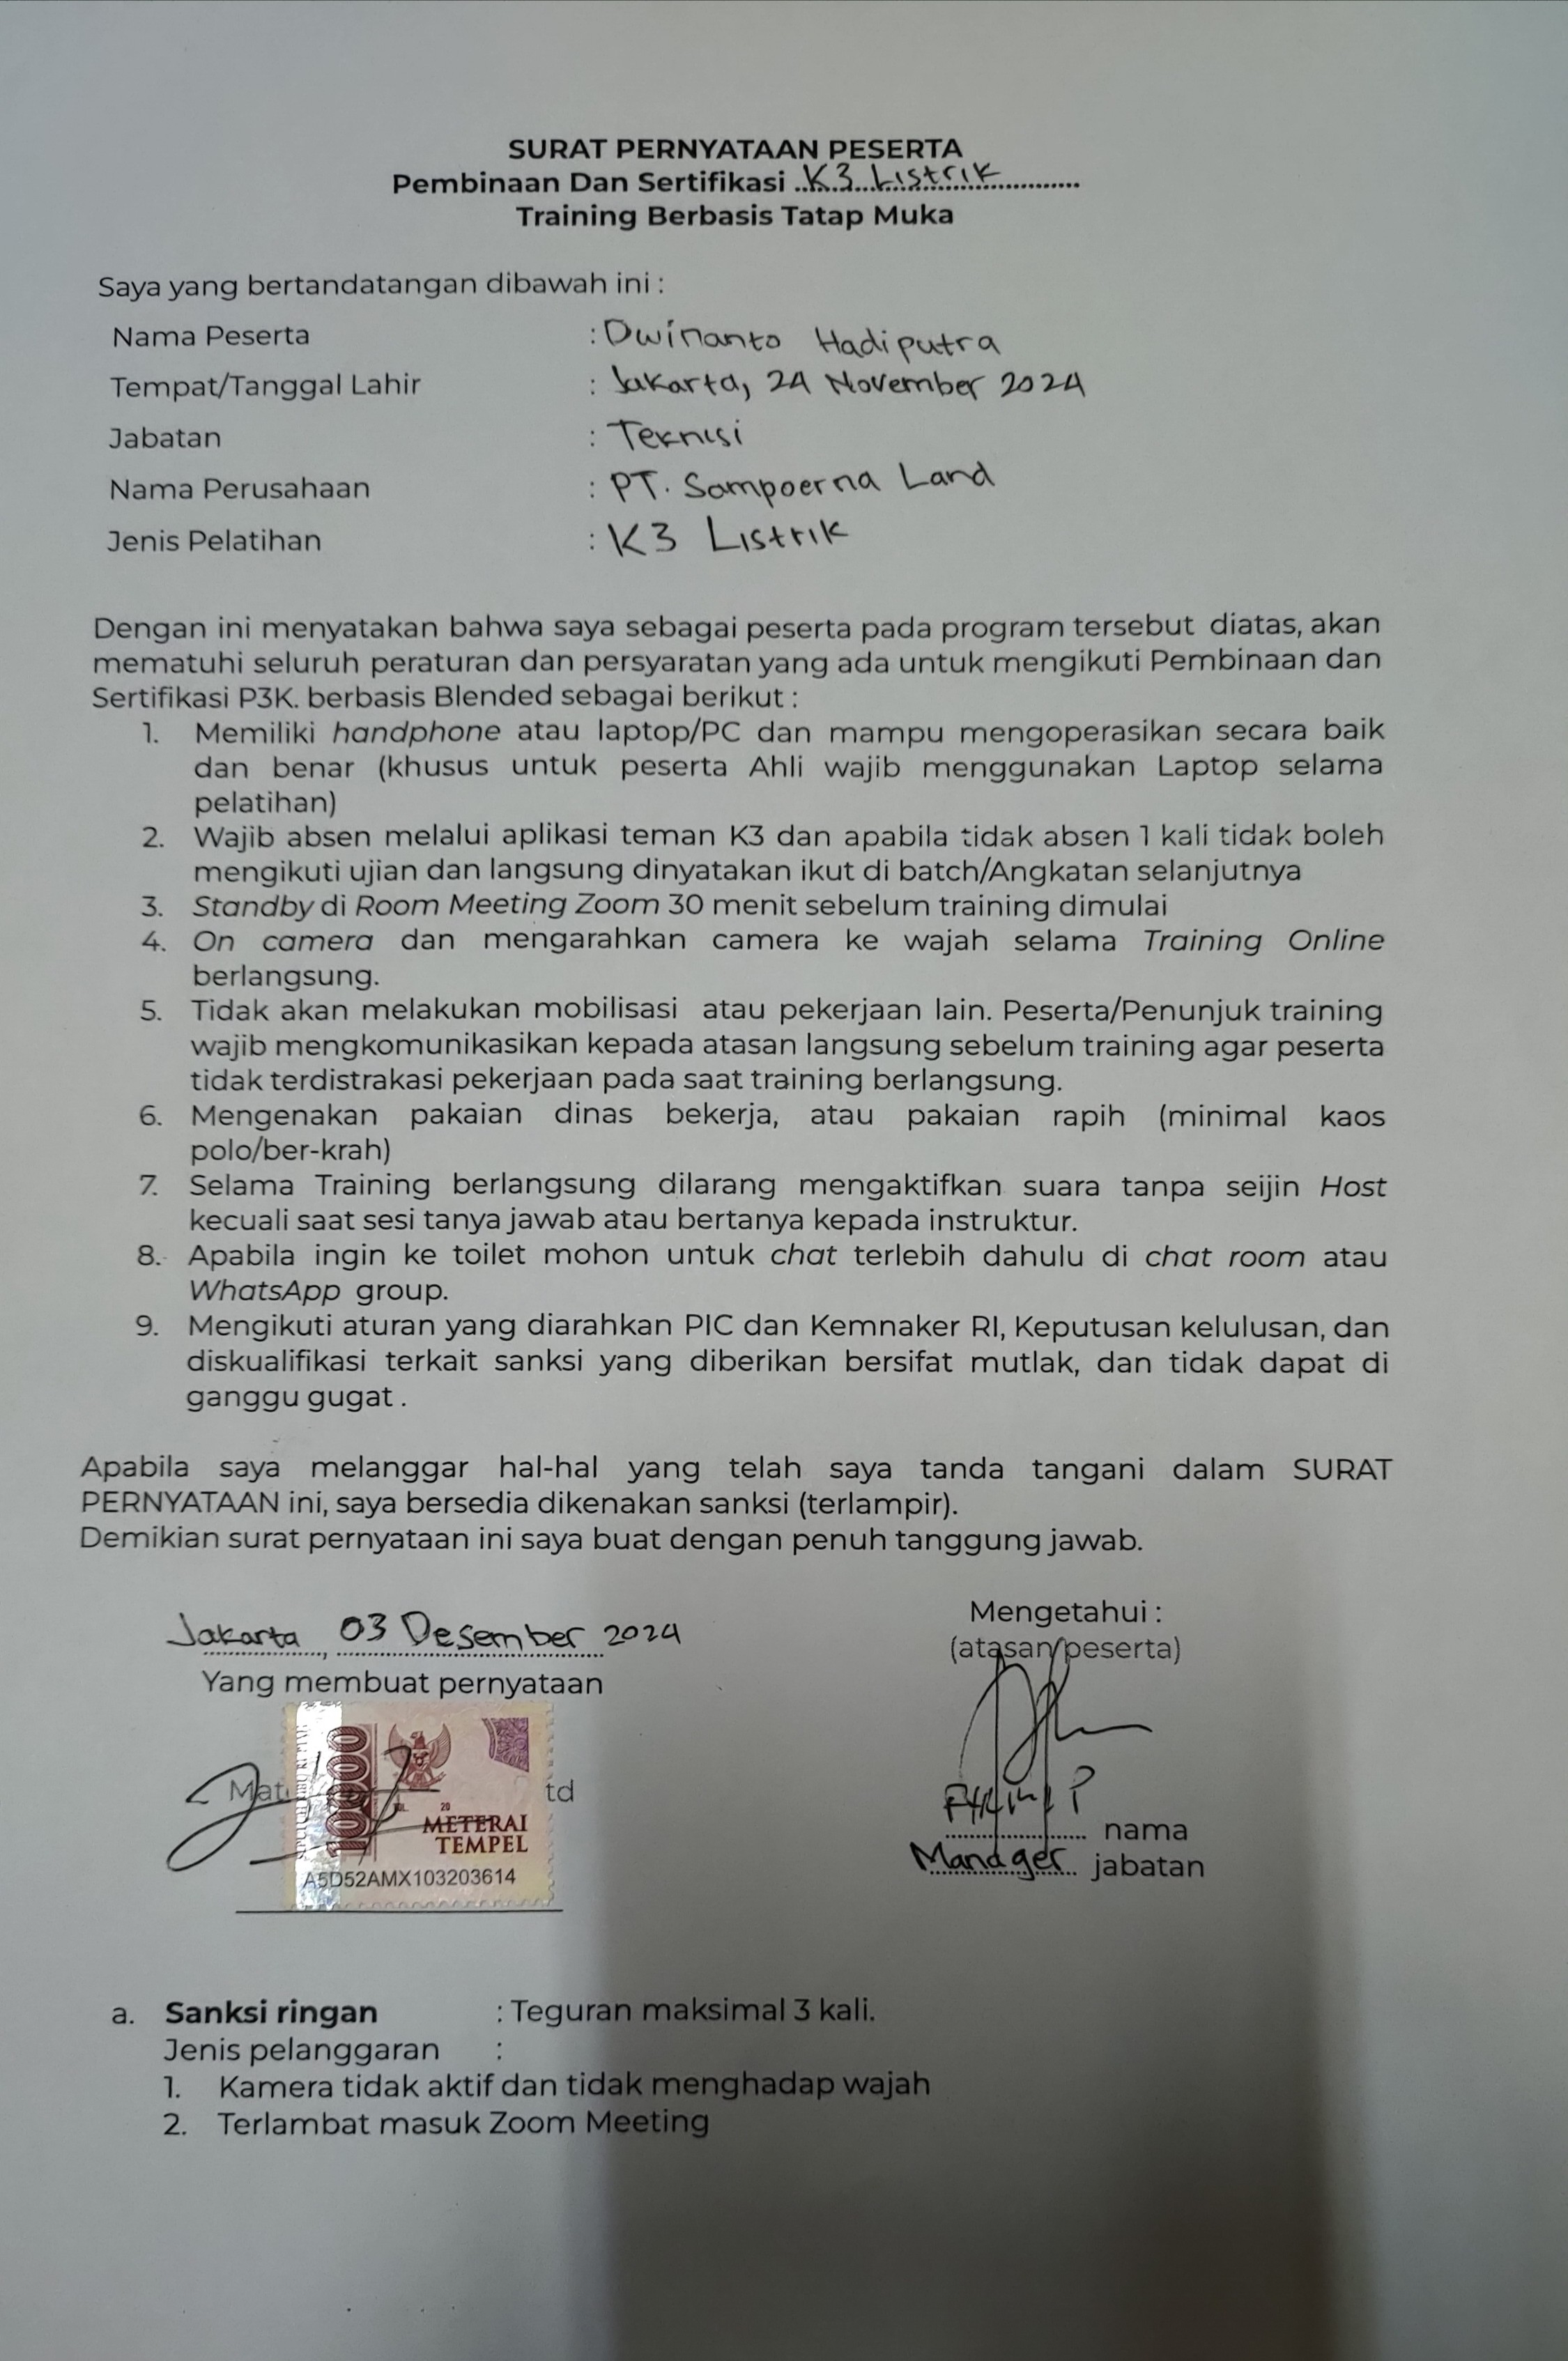 SURAT PERNYATAAN PESERTA
Pembinaan Dan Sertifikasi ..K3 Listrik..............
Training Berbasis Tatap Muka
Saya yang bertandatangan dibawah ini :
Nama Peserta : Dwinanto Hadiputra
Tempat/Tanggal Lahir : Jakarta, 24 November 2024
Jabatan : Teknisi
Nama Perusahaan : PT. Sampoerna Land
Jenis Pelatihan : K3 Listrik
Dengan ini menyatakan bahwa saya sebagai peserta pada program tersebut diatas, akan
mematuhi seluruh peraturan dan persyaratan yang ada untuk mengikuti Pembinaan dan
Sertifikasi P3K. berbasis Blended sebagai berikut :
1. Memiliki handphone atau laptop/PC dan mampu mengoperasikan secara baik
dan benar (khusus untuk peserta Ahli wajib menggunakan Laptop selama
pelatihan)
2. Wajib absen melalui aplikasi teman K3 dan apabila tidak absen 1 kali tidak boleh
mengikuti ujian dan langsung dinyatakan ikut di batch/Angkatan selanjutnya
3. Standby di Room Meeting Zoom 30 menit sebelum training dimulai
4. On camera dan mengarahkan camera ke wajah selama Training Online
berlangsung.
5. Tidak akan melakukan mobilisasi atau pekerjaan lain. Peserta/Penunjuk training
wajib mengkomunikasikan kepada atasan langsung sebelum training agar peserta
tidak terdistrakasi pekerjaan pada saat training berlangsung.
6. Mengenakan pakaian dinas bekerja, atau pakaian rapih (minimal kaos
polo/ber-krah)
7. Selama Training berlangsung dilarang mengaktifkan suara tanpa seijin Host
kecuali saat sesi tanya jawab atau bertanya kepada instruktur.
8. Apabila ingin ke toilet mohon untuk chat terlebih dahulu di chat room atau
WhatsApp group.
9. Mengikuti aturan yang diarahkan PIC dan Kemnaker RI, Keputusan kelulusan, dan
diskualifikasi terkait sanksi yang diberikan bersifat mutlak, dan tidak dapat di
ganggu gugat .
Apabila saya melanggar hal-hal yang telah saya tanda tangani dalam SURAT
PERNYATAAN ini, saya bersedia dikenakan sanksi (terlampir).
Demikian surat pernyataan ini saya buat dengan penuh tanggung jawab.
Jakarta, 03 Desember 2024
Yang membuat pernyataan
Mat td
10000
METERAI
TEMPEL
A5D52AMX103203614
Mengetahui :
(atasan/peserta)
P
nama
Manager jabatan
a. Sanksi ringan : Teguran maksimal 3 kali.
Jenis pelanggaran :
1. Kamera tidak aktif dan tidak menghadap wajah
2. Terlambat masuk Zoom Meeting